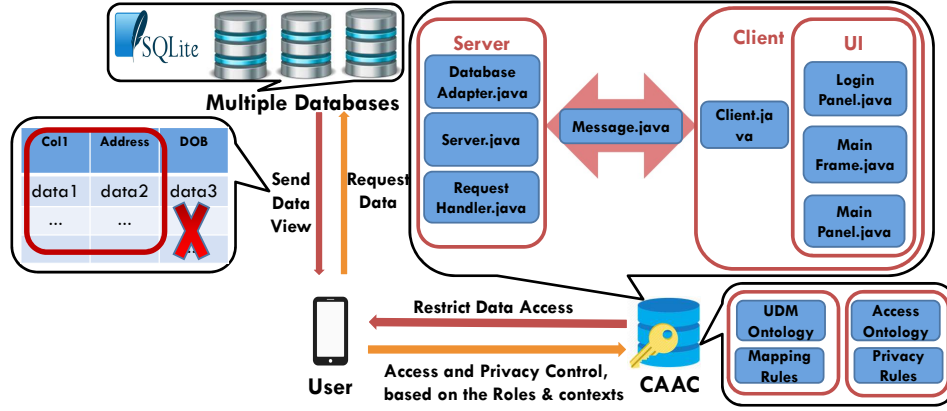 SQLite
Multiple Databases
Server
Database
Adapter.java
Server.java
Request
Handler.java
Message.java
Client
Client.ja
va
UI
Login
Panel.java
Main
Frame.java
Main
Panel.java
Col1 Address DOB
data1 data2 data3
... ...
...
Send
Data
View
Request
Data
Restrict Data Access
User
Access and Privacy Control,
based on the Roles & contexts
CAAC
UDM
Ontology
Mapping
Rules
Access
Ontology
Privacy
Rules